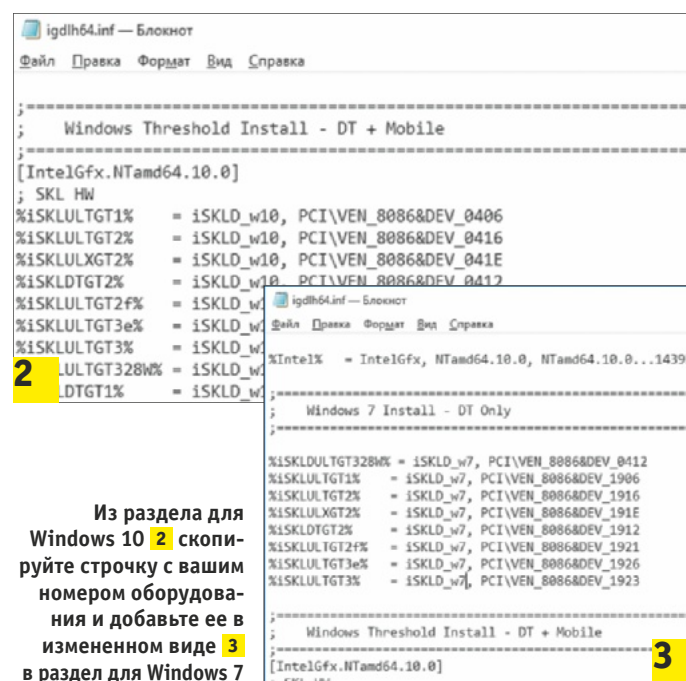 igdlh64.inf — Блокнот
Файл Правка Формат Вид Справка
;==================================================
; Windows Threshold Install - DT + Mobile
;==================================================
[IntelGfx.NTamd64.10.0]
; SKL HW
%iSKLULTGT1% = iSKLD_w10, PCI\VEN_8086&DEV_0406
%iSKLULTGT2% = iSKLD_w10, PCI\VEN_8086&DEV_0416
%iSKLULXGT2% = iSKLD_w10, PCI\VEN_8086&DEV_041E
%iSKLDTGT2% = iSKLD_w10, PCI\VEN_8086&DEV_0412
%iSKLULTGT2f% = iSKLD_w1
%iSKLULTGT3e% = iSKLD_w1
%iSKLULTGT3% = iSKLD_w1
LULTGT328W% = iSKLD_w1
LDTGT1% = iSKLD_w1
2
igdlh64.inf — Блокнот
Файл Правка Формат Вид Справка
%Intel% = IntelGfx, NTamd64.10.0, NTamd64.10.0...1439
;==================================================
; Windows 7 Install - DT Only
;==================================================
%iSKLDULTGT328W% = iSKLD_w7, PCI\VEN_8086&DEV_0412
%iSKLULTGT1% = iSKLD_w7, PCI\VEN_8086&DEV_1906
%iSKLULTGT2% = iSKLD_w7, PCI\VEN_8086&DEV_1916
%iSKLULXGT2% = iSKLD_w7, PCI\VEN_8086&DEV_191E
%iSKLDTGT2% = iSKLD_w7, PCI\VEN_8086&DEV_1912
%iSKLULTGT2f% = iSKLD_w7, PCI\VEN_8086&DEV_1921
%iSKLULTGT3e% = iSKLD_w7, PCI\VEN_8086&DEV_1926
%iSKLULTGT3% = iSKLD_w7, PCI\VEN_8086&DEV_1923
;==================================================
; Windows Threshold Install - DT + Mobile
;==================================================
[IntelGfx.NTamd64.10.0]
3
Из раздела для
Windows 10 2 скопи-
руйте строчку с вашим
номером оборудова-
ния и добавьте ее в
измененном виде 3
в раздел для Windows 7